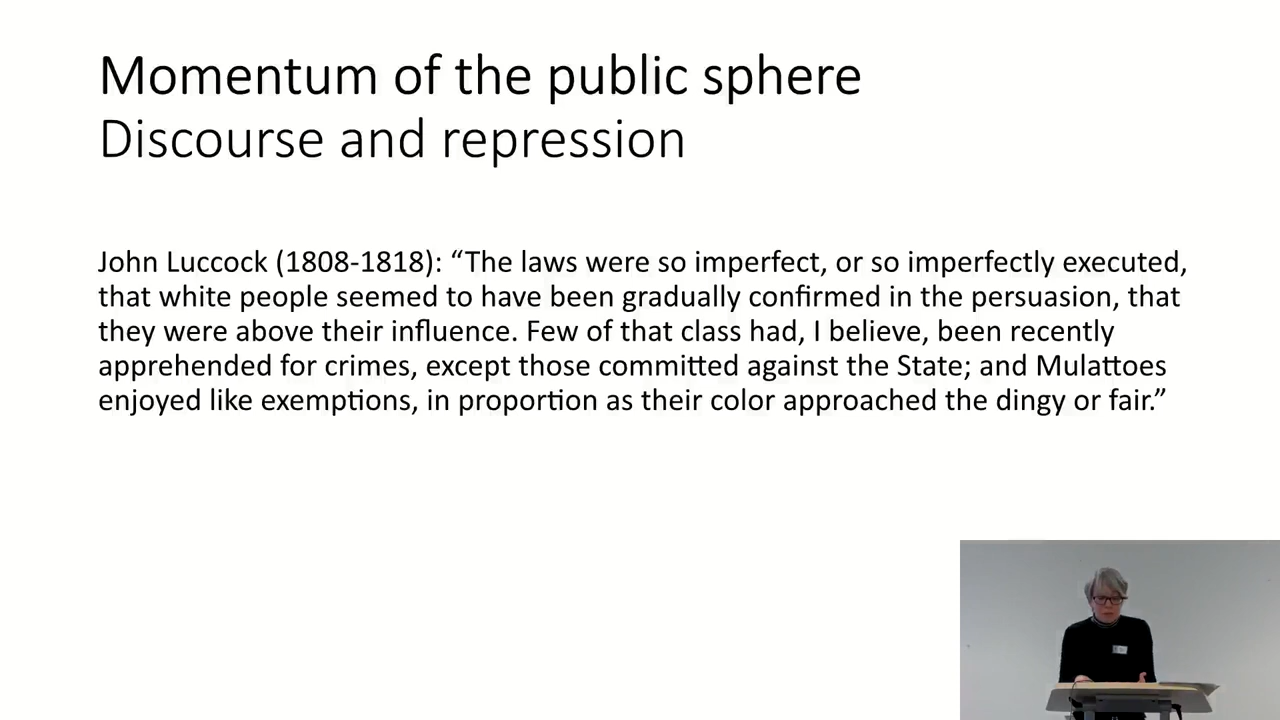 Momentum of the public sphere
Discourse and repression
John Luccock (1808-1818): “The laws were so imperfect, or so imperfectly executed,
that white people seemed to have been gradually confirmed in the persuasion, that
they were above their influence. Few of that class had, I believe, been recently
apprehended for crimes, except those committed against the State; and Mulattoes
enjoyed like exemptions, in proportion as their color approached the dingy or fair.”